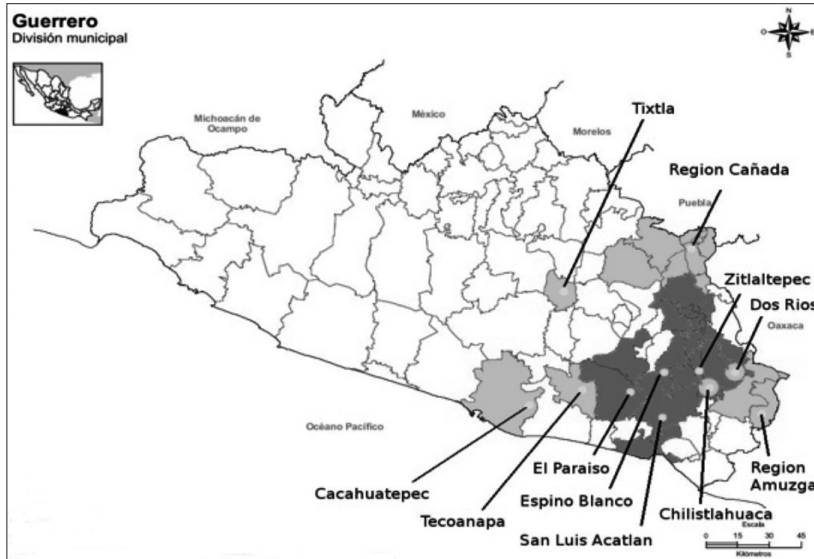 Guerrero
División municipal
N
O
E
S
Michoacán de
Ocampo
México
Morelos
Tixtla
Region Cañada
Puebla
Zitlaltepec
Dos Rios
Oaxaca
Océano Pacífico
El Paraiso
Region
Amuzga
Cacahuatepec
Espino Blanco
Chilistlahuaca
Tecoanapa
San Luis Acatlan
Escala
0 15 30 45 60
Kilómetros